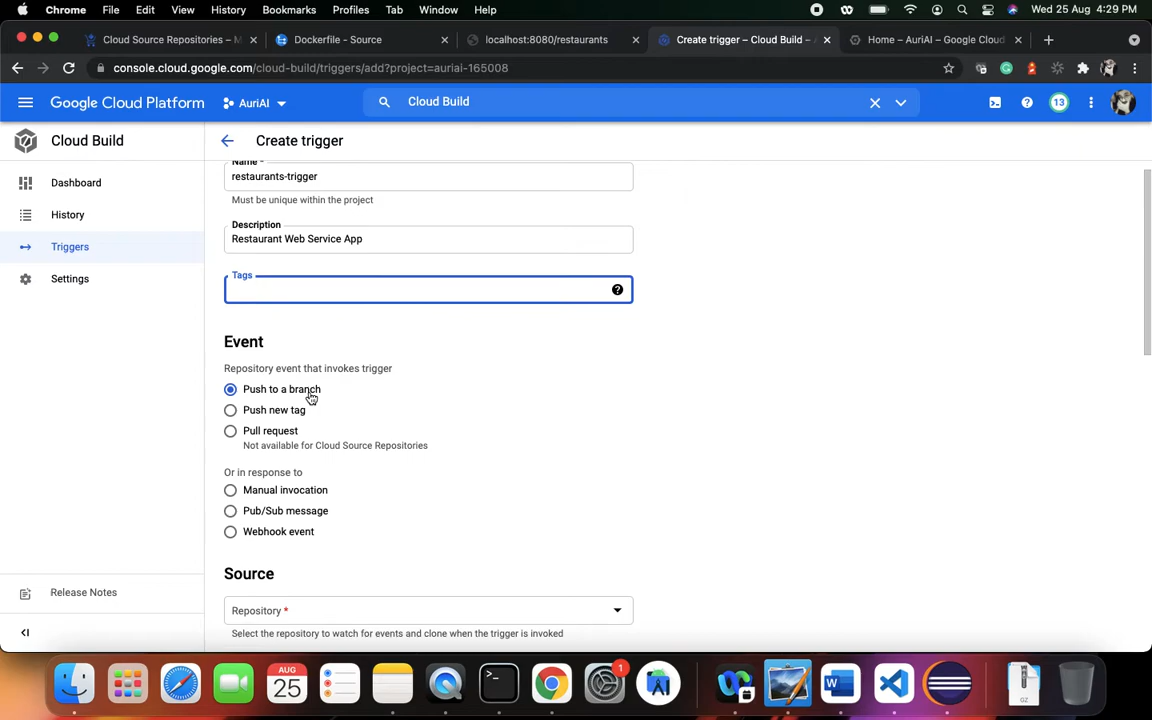 Chrome File Edit View History Bookmarks Profiles Tab Window Help Wed 25 Aug 4:29 PM
Cloud Source Repositories – M Dockerfile - Source localhost:8080/restaurants Create trigger – Cloud Build – Home – AuriAI – Google Cloud
console.cloud.google.com/cloud-build/triggers/add?project=auriai-165008
Google Cloud Platform AuriAI Cloud Build 13
Cloud Build Create trigger
Name *
restaurants-trigger
Must be unique within the project
Dashboard
History
Triggers
Settings
Description
Restaurant Web Service App
Tags
Event
Repository event that invokes trigger
Push to a branch
Push new tag
Pull request
Not available for Cloud Source Repositories
Or in response to
Manual invocation
Pub/Sub message
Webhook event
Source
Repository *
Select the repository to watch for events and clone when the trigger is invoked
Release Notes
AUG
25
1